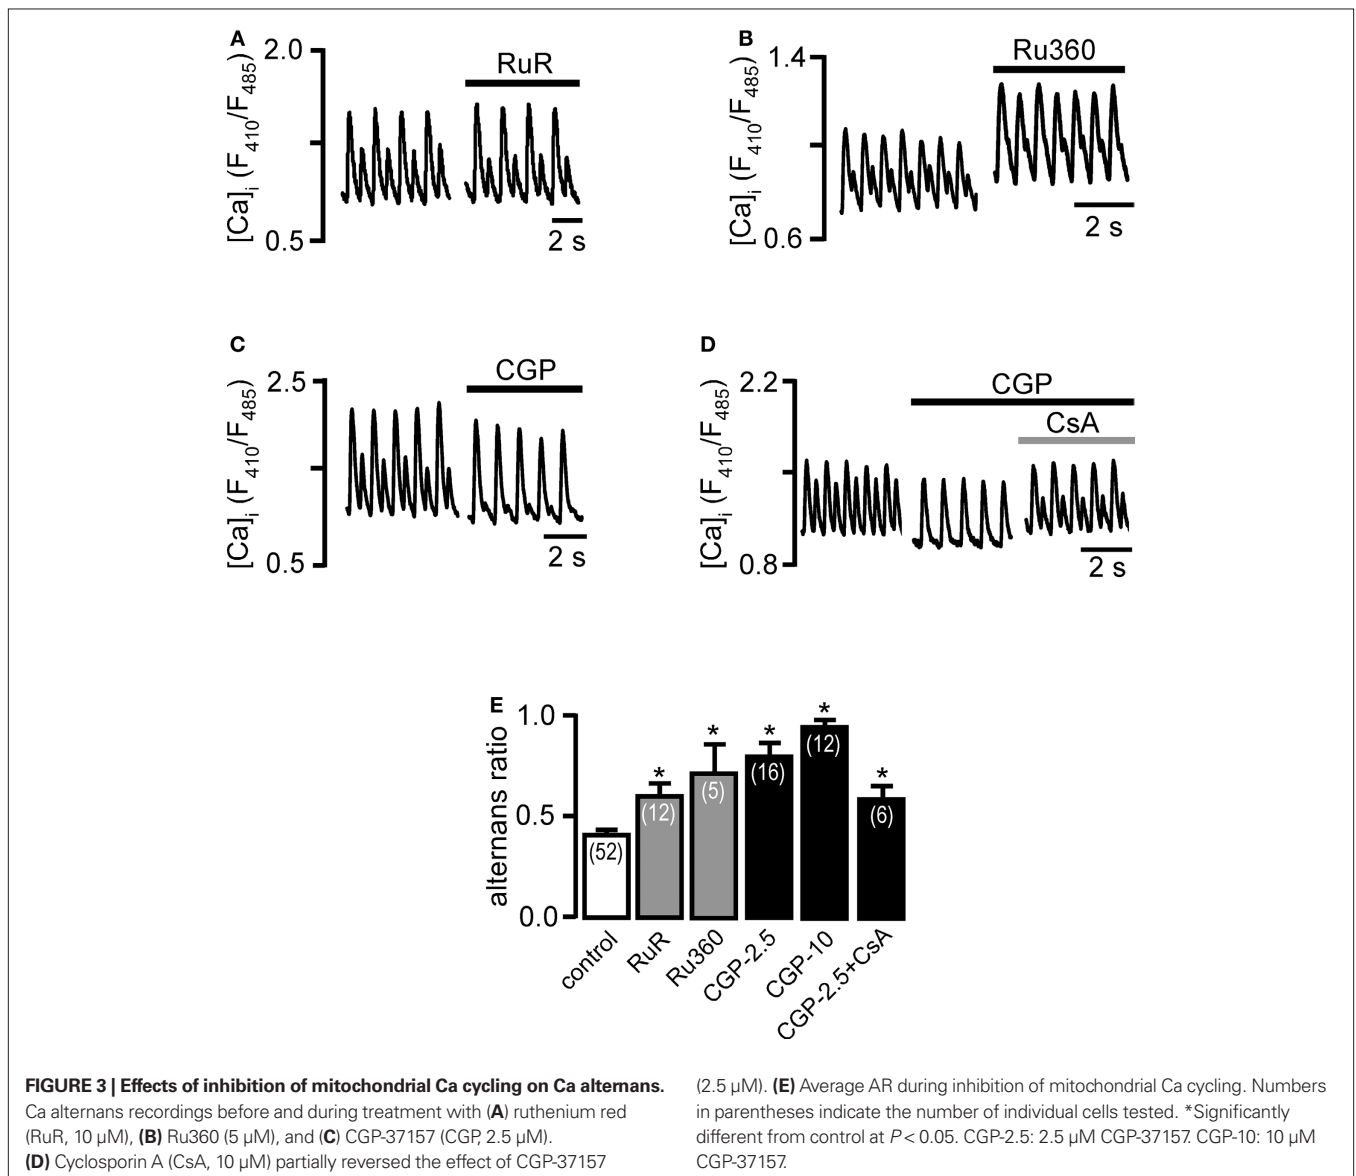 A
2.0
RuR
[Ca]i (F410/F485)
0.5
2 s
B
1.4
Ru360
[Ca]i (F410/F485)
0.6
2 s
C
2.5
CGP
[Ca]i (F410/F485)
0.5
2 s
D
2.2
CGP
CsA
[Ca]i (F410/F485)
0.8
2 s
E
1.0
0.5
0.0
alternans ratio
(52)
* (12)
* (5)
* (16)
* (12)
* (6)
control
RuR
Ru360
CGP-2.5
CGP-10
CGP-2.5+CsA
FIGURE 3 | Effects of inhibition of mitochondrial Ca cycling on Ca alternans.
Ca alternans recordings before and during treatment with (A) ruthenium red
(RuR, 10 μM), (B) Ru360 (5 μM), and (C) CGP-37157 (CGP, 2.5 μM).
(D) Cyclosporin A (CsA, 10 μM) partially reversed the effect of CGP-37157
(2.5 μM). (E) Average AR during inhibition of mitochondrial Ca cycling. Numbers
in parentheses indicate the number of individual cells tested. *Significantly
different from control at P < 0.05. CGP-2.5: 2.5 μM CGP-37157. CGP-10: 10 μM
CGP-37157.